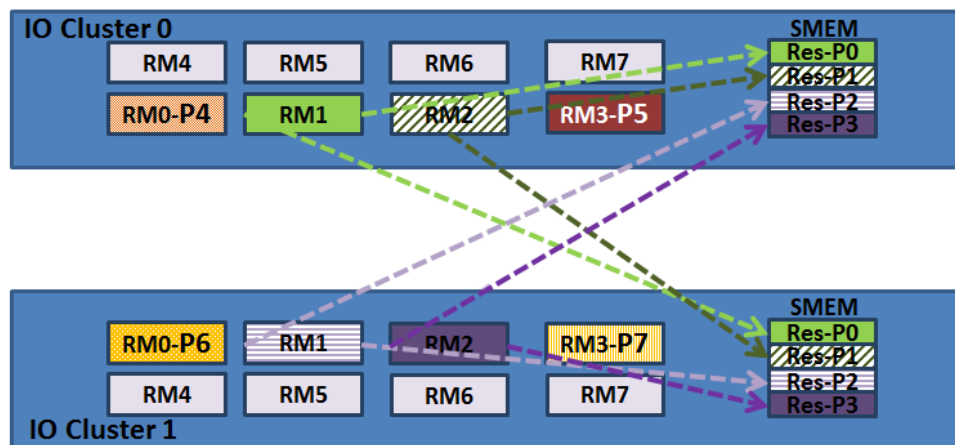 IO Cluster 0
SMEM
RM4 RM5 RM6 RM7
Res-P0
Res-P1
RM0-P4 RM1 RM2 RM3-P5
Res-P2
Res-P3
IO Cluster 1
SMEM
RM0-P6 RM1 RM2 RM3-P7
Res-P0
Res-P1
RM4 RM5 RM6 RM7
Res-P2
Res-P3